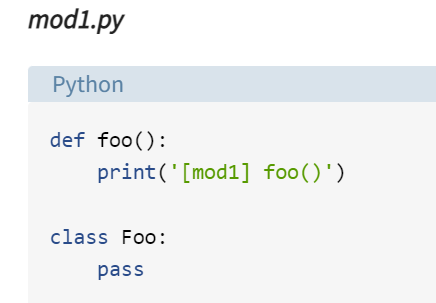 mod1.py
Python
def foo():
    print('[mod1] foo()')
class Foo:
    pass